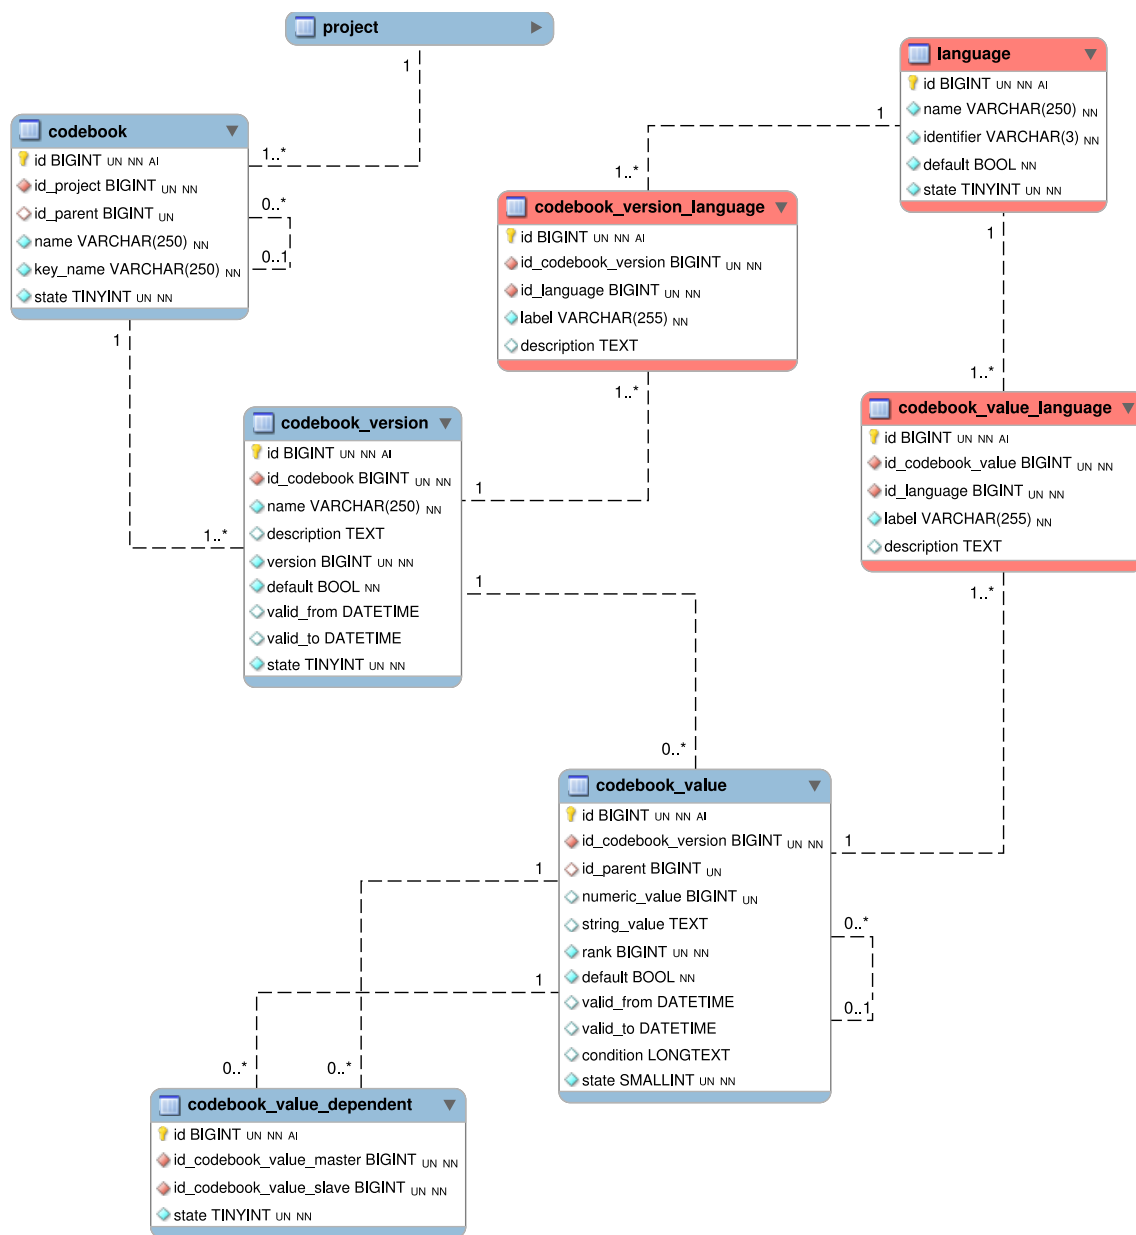 project
1
codebook
id BIGINT UN NN AI
id_project BIGINT UN NN
id_parent BIGINT UN
name VARCHAR(250) NN
key_name VARCHAR(250) NN
state TINYINT UN NN
1..*
0..*
0..1
1
language
id BIGINT UN NN AI
name VARCHAR(250) NN
identifier VARCHAR(3) NN
default BOOL NN
state TINYINT UN NN
1
1
1..*
codebook_version_language
id BIGINT UN NN AI
id_codebook_version BIGINT UN NN
id_language BIGINT UN NN
label VARCHAR(255) NN
description TEXT
1..*
1..*
codebook_value_language
id BIGINT UN NN AI
id_codebook_value BIGINT UN NN
id_language BIGINT UN NN
label VARCHAR(255) NN
description TEXT
1..*
codebook_version
id BIGINT UN NN AI
id_codebook BIGINT UN NN
name VARCHAR(250) NN
description TEXT
version BIGINT UN NN
default BOOL NN
valid_from DATETIME
valid_to DATETIME
state TINYINT UN NN
1..*
1
1
0..*
codebook_value
id BIGINT UN NN AI
id_codebook_version BIGINT UN NN
id_parent BIGINT UN
numeric_value BIGINT UN
string_value TEXT
rank BIGINT UN NN
default BOOL NN
valid_from DATETIME
valid_to DATETIME
condition LONGTEXT
state SMALLINT UN NN
1
0..*
0..1
1
1
0..*
0..*
codebook_value_dependent
id BIGINT UN NN AI
id_codebook_value_master BIGINT UN NN
id_codebook_value_slave BIGINT UN NN
state TINYINT UN NN